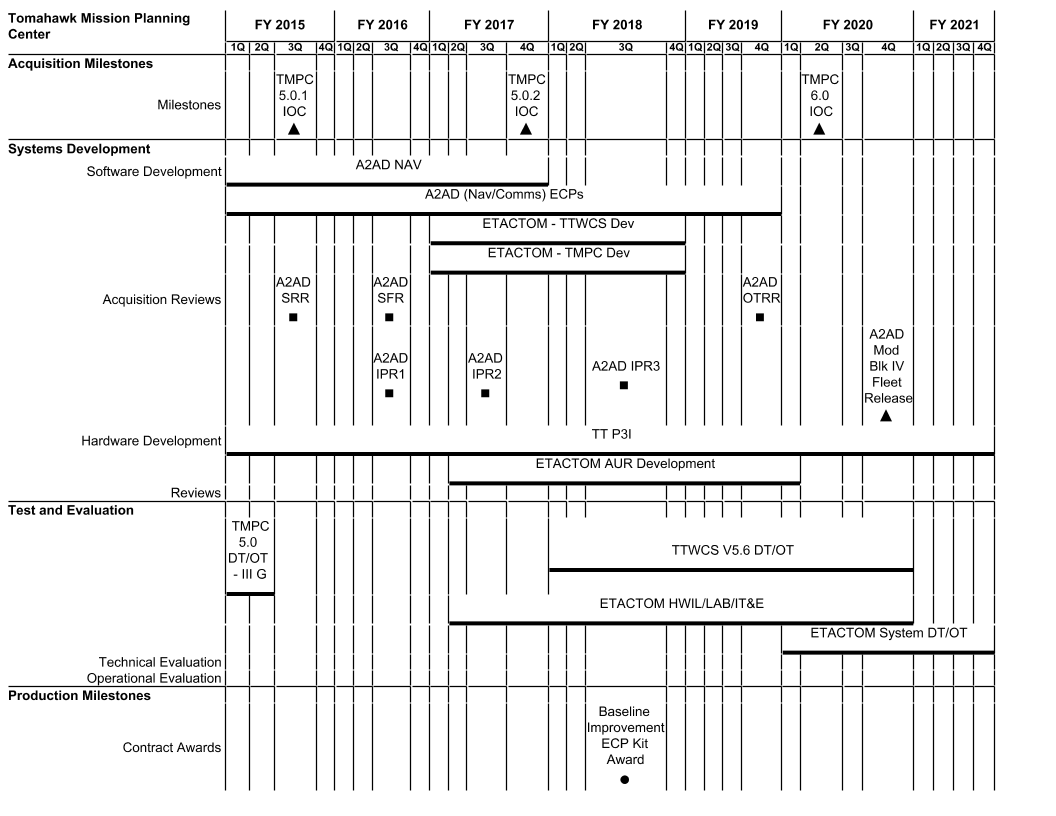 Tomahawk Mission Planning
Center
FY 2015 FY 2016 FY 2017 FY 2018 FY 2019 FY 2020 FY 2021
1Q 2Q 3Q 4Q 1Q 2Q 3Q 4Q 1Q 2Q 3Q 4Q 1Q 2Q 3Q 4Q 1Q 2Q 3Q 4Q 1Q 2Q 3Q 4Q 1Q 2Q 3Q 4Q
Acquisition Milestones
Milestones
TMPC
5.0.1
IOC
TMPC
5.0.2
IOC
TMPC
6.0
IOC
Systems Development
Software Development
A2AD NAV
A2AD (Nav/Comms) ECPs
ETACTOM - TTWCS Dev
ETACTOM - TMPC Dev
Acquisition Reviews
A2AD
SRR
A2AD
SFR
A2AD
OTRR
A2AD
IPR1
A2AD
IPR2
A2AD IPR3
A2AD
Mod
Blk IV
Fleet
Release
Hardware Development
TT P3I
ETACTOM AUR Development
Reviews
Test and Evaluation
TMPC
5.0
DT/OT
- III G
TTWCS V5.6 DT/OT
ETACTOM HWIL/LAB/IT&E
ETACTOM System DT/OT
Technical Evaluation
Operational Evaluation
Production Milestones
Contract Awards
Baseline
Improvement
ECP Kit
Award